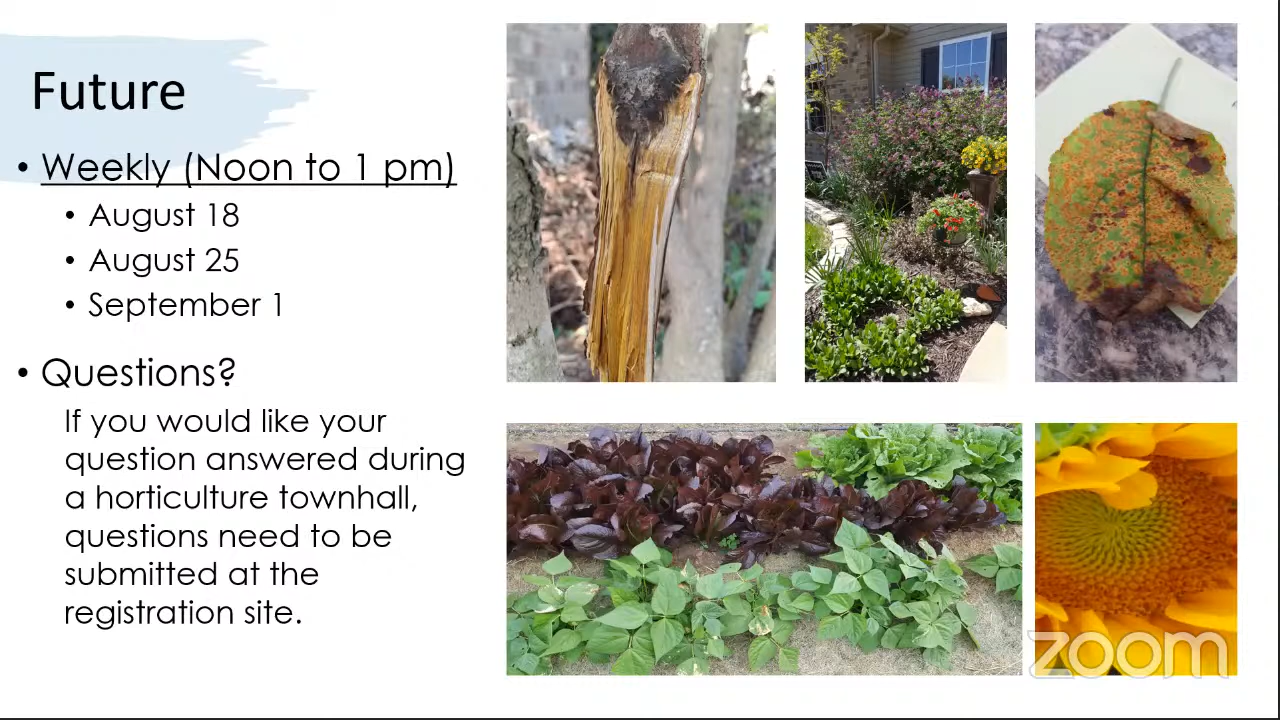 Future
• Weekly (Noon to 1 pm)
• August 18
• August 25
• September 1
• Questions?
If you would like your
question answered during
a horticulture townhall,
questions need to be
submitted at the
registration site.
zoom